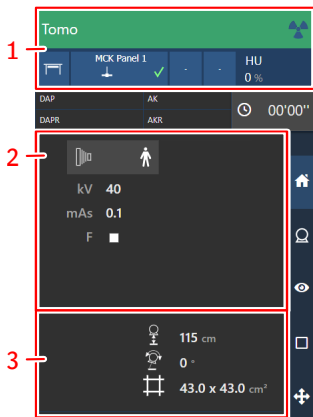 Tomo
1
MCK Panel 1
- -
HU
0 %
DAP AK
00'00''
DAPR AKR
2
kV 40
mAs 0.1
F
3
115 cm
0 °
43.0 x 43.0 cm²